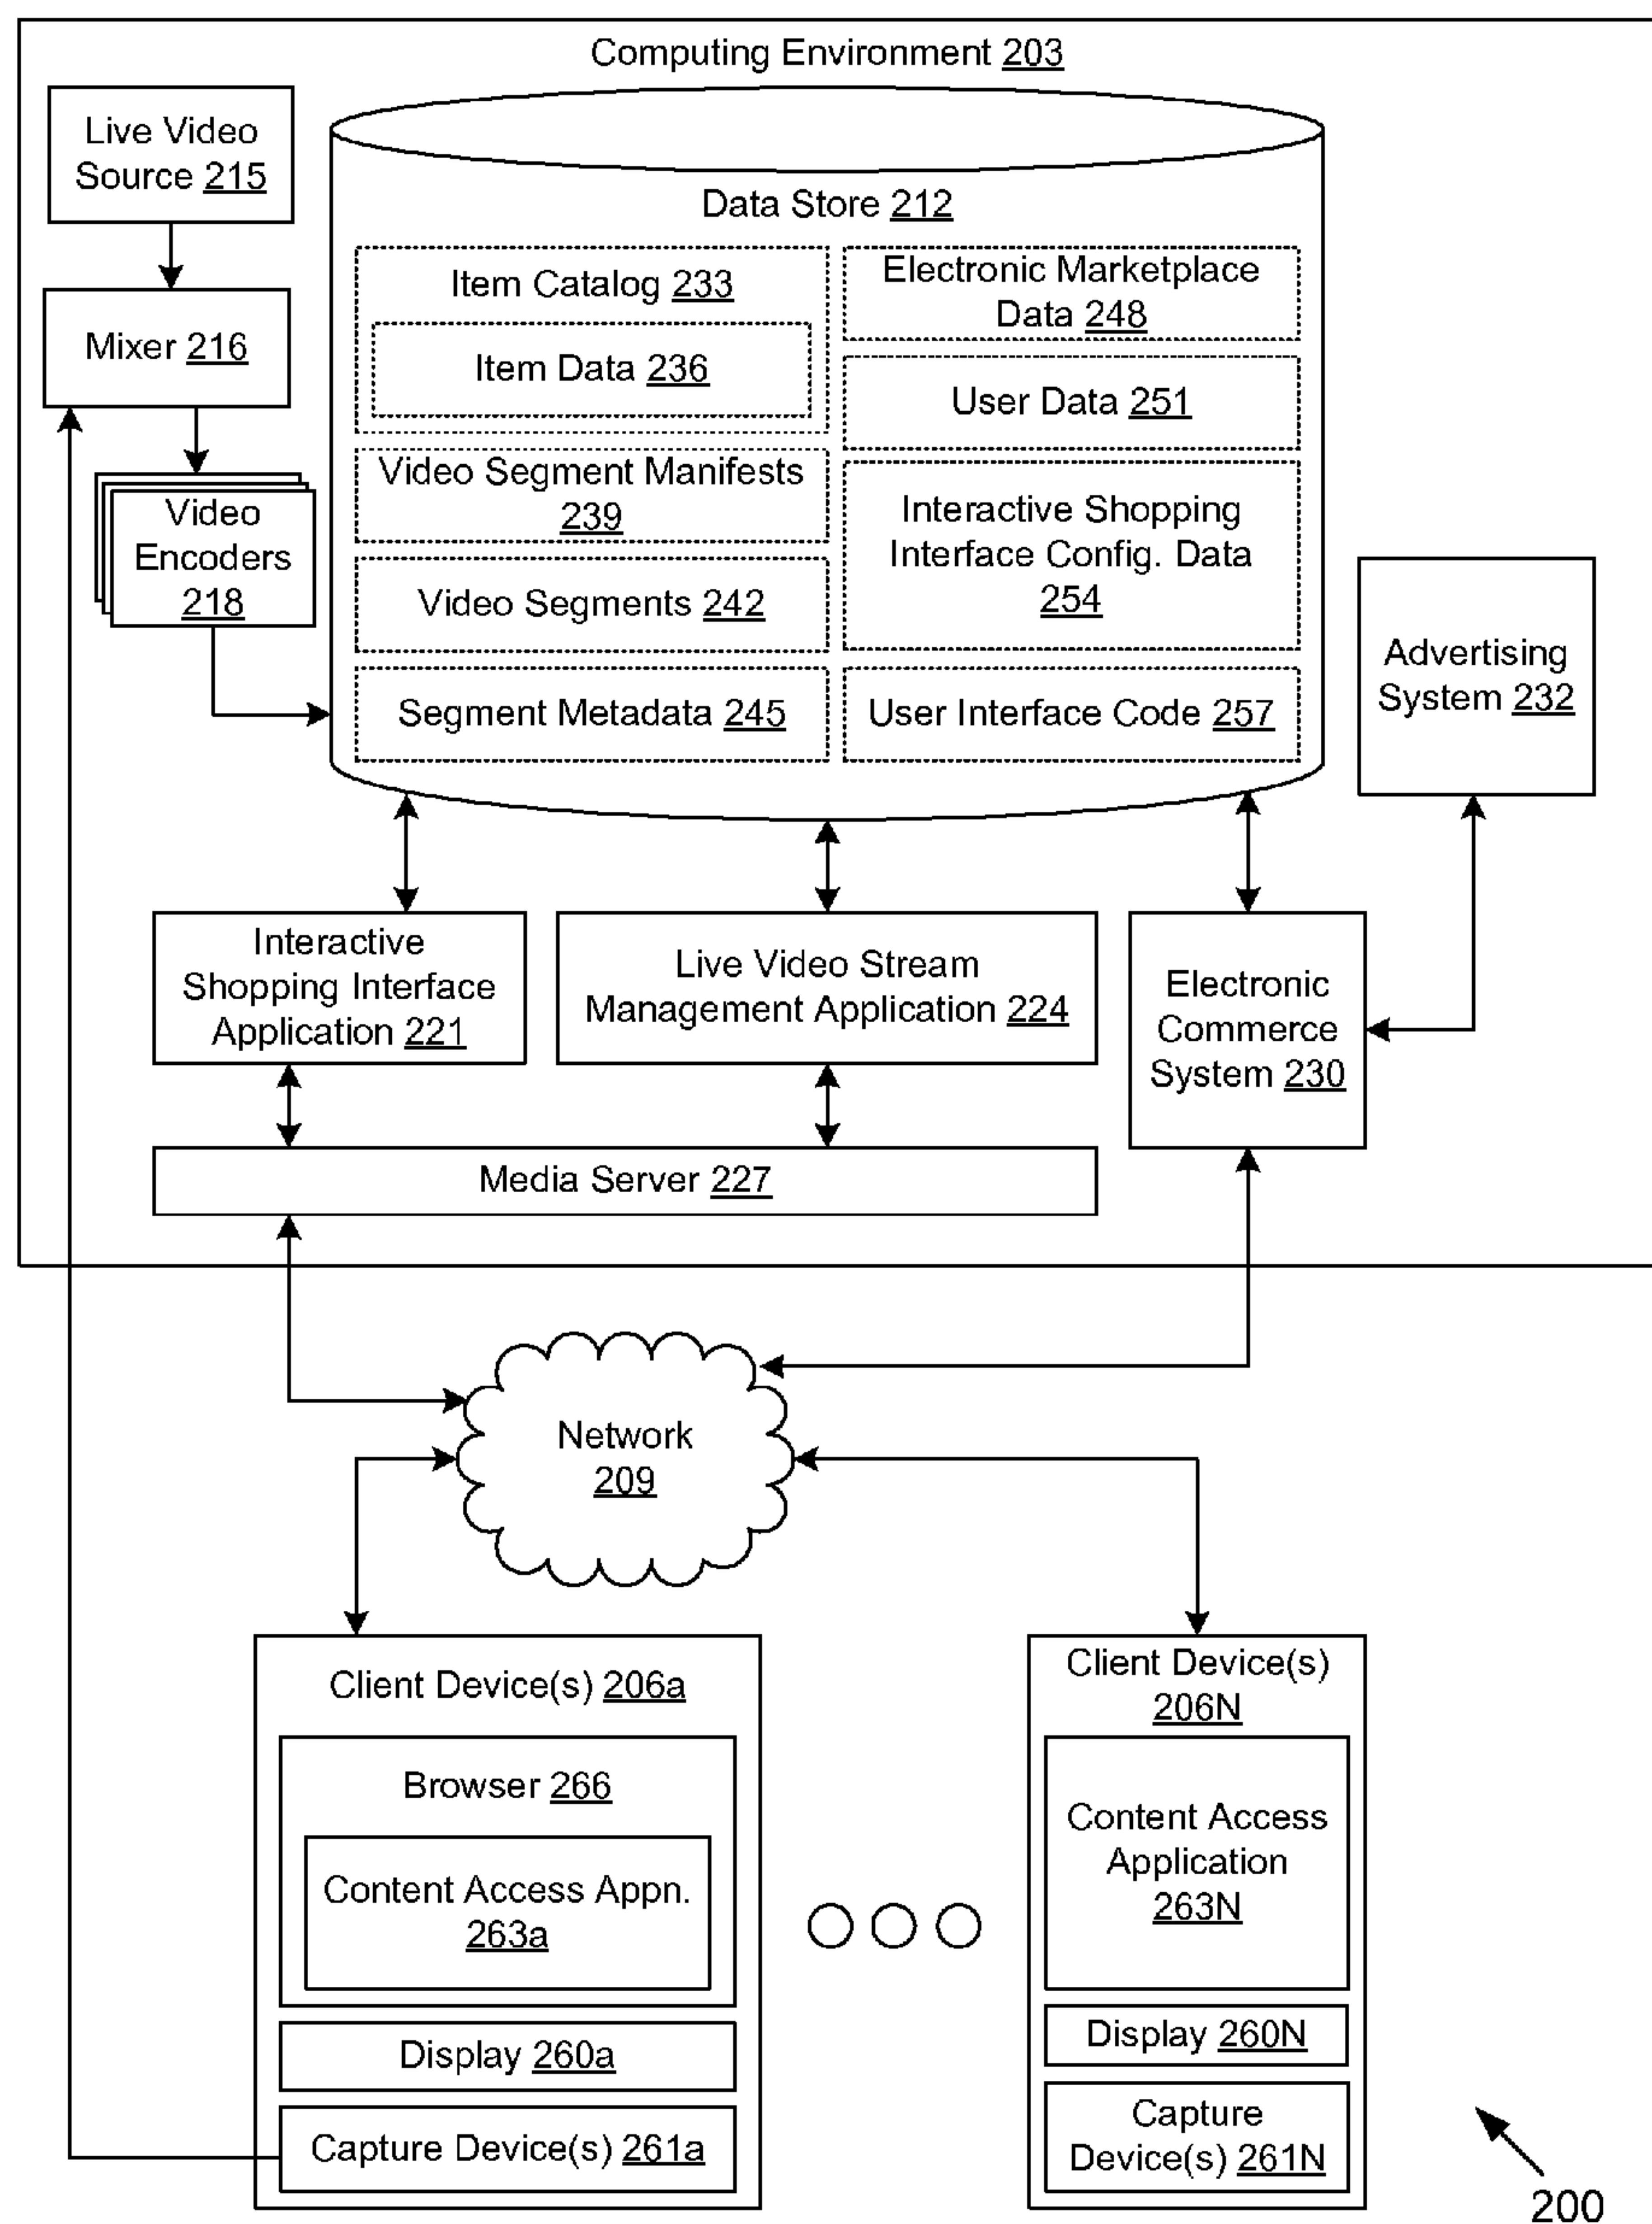 Computing Environment 203
Live Video
Source 215
Mixer 216
Video
Encoders
218
Data Store 212
Item Catalog 233
Item Data 236
Video Segment Manifests
239
Video Segments 242
Segment Metadata 245
Electronic Marketplace
Data 248
User Data 251
Interactive Shopping
Interface Config. Data
254
User Interface Code 257
Advertising
System 232
Interactive
Shopping Interface
Application 221
Live Video Stream
Management Application 224
Electronic
Commerce
System 230
Media Server 227
Network
209
Client Device(s) 206a
Browser 266
Content Access Appn.
263a
Display 260a
Capture Device(s) 261a
Client Device(s)
206N
Content Access
Application
263N
Display 260N
Capture
Device(s) 261N
200